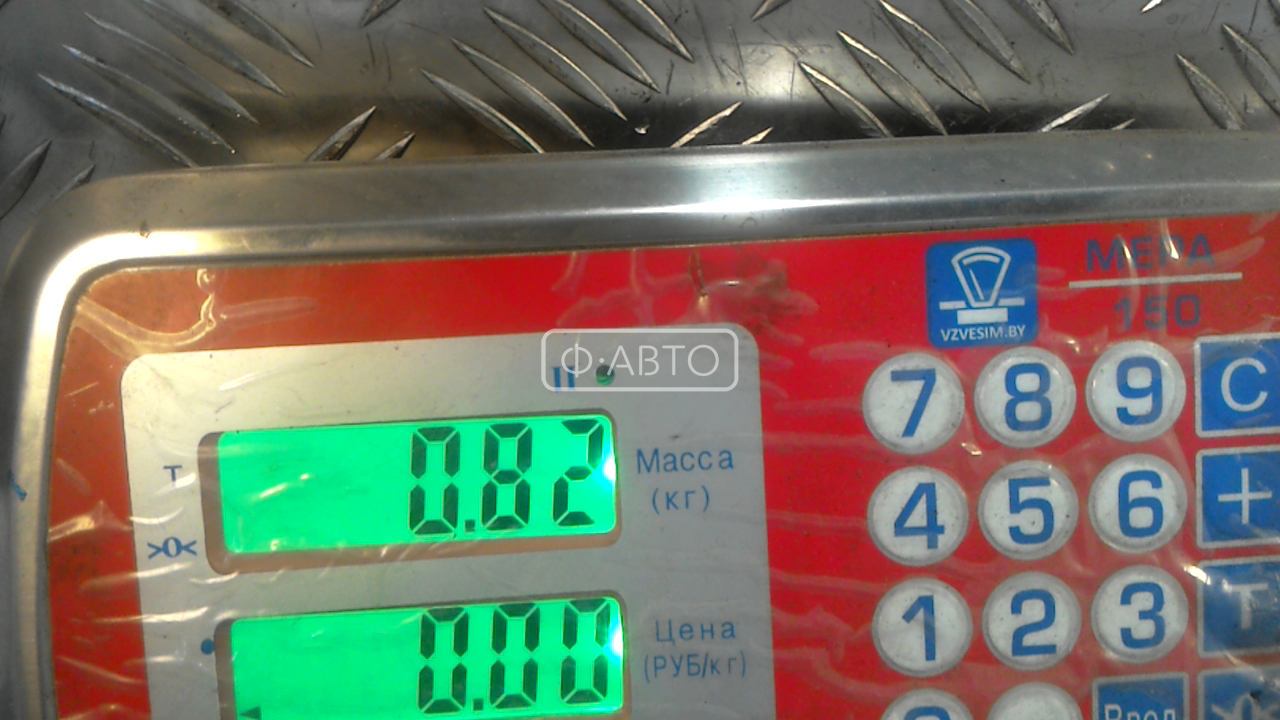 МЕРА
150
VZVESIM.BY
Ф·АВТО
Т
0.82
Масса
(кг)
>0<
0.00
Цена
(РУБ/кг)
7 8 9 C
4 5 6 +
1 2 3 T
Ввод